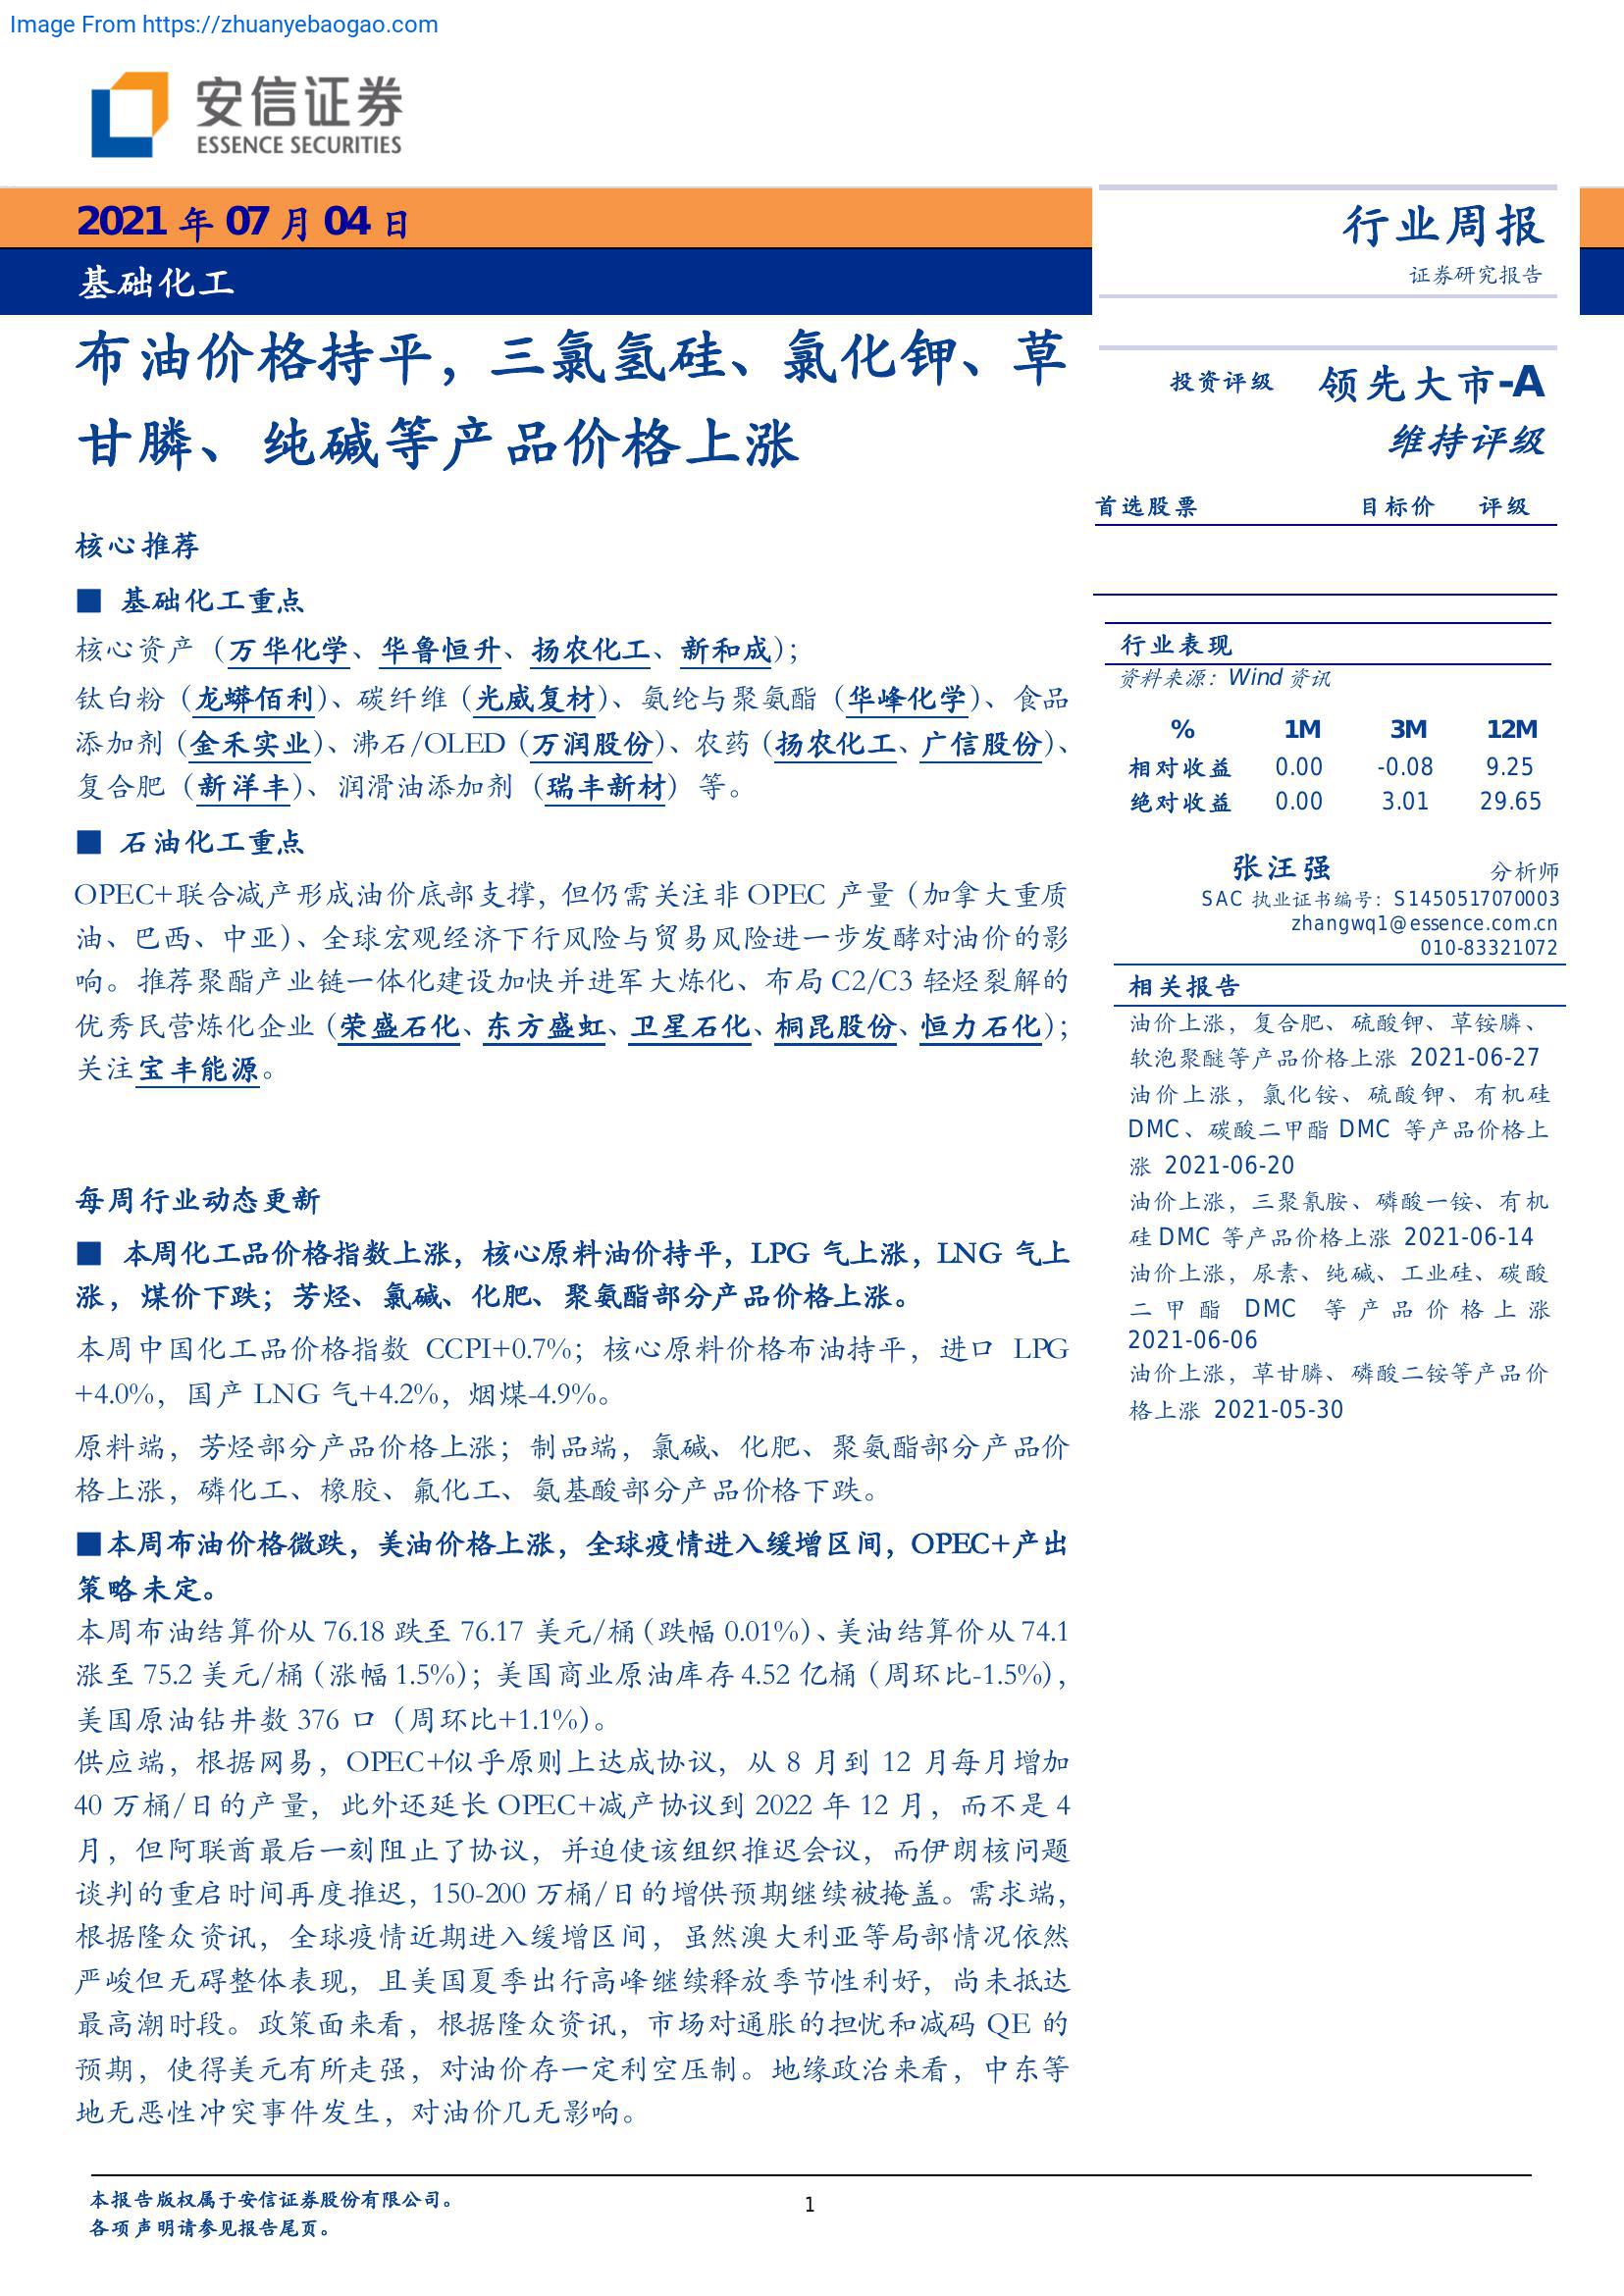 Image From https://zhuanyebaogao.com
安信证券
ESSENCE SECURITIES
2021 年 07 月 04 日
基础化工
行业周报
证券研究报告
布油价格持平，三氯氢硅、氯化钾、草
甘膦、纯碱等产品价格上涨
核心推荐
■ 基础化工重点
核心资产（万华化学、华鲁恒升、扬农化工、新和成）；
钛白粉（龙蟒佰利）、碳纤维（光威复材）、氨纶与聚氨酯（华峰化学）、食品
添加剂（金禾实业）、沸石/OLED（万润股份）、农药（扬农化工、广信股份）、
复合肥（新洋丰）、润滑油添加剂（瑞丰新材）等。
■ 石油化工重点
OPEC+联合减产形成油价底部支撑，但仍需关注非 OPEC 产量（加拿大重质
油、巴西、中亚）、全球宏观经济下行风险与贸易风险进一步发酵对油价的影
响。推荐聚酯产业链一体化建设加快并进军大炼化、布局 C2/C3 轻烃裂解的
优秀民营炼化企业（荣盛石化、东方盛虹、卫星石化、桐昆股份、恒力石化）；
关注宝丰能源。
每周行业动态更新
■ 本周化工品价格指数上涨，核心原料油价持平，LPG 气上涨，LNG 气上
涨，煤价下跌；芳烃、氯碱、化肥、聚氨酯部分产品价格上涨。
本周中国化工品价格指数 CCPI+0.7%；核心原料价格布油持平，进口 LPG
+4.0%，国产 LNG 气+4.2%，烟煤-4.9%。
原料端，芳烃部分产品价格上涨；制品端，氯碱、化肥、聚氨酯部分产品价
格上涨，磷化工、橡胶、氟化工、氨基酸部分产品价格下跌。
■本周布油价格微跌，美油价格上涨，全球疫情进入缓增区间，OPEC+产出
策略未定。
本周布油结算价从 76.18 跌至 76.17 美元/桶（跌幅 0.01%）、美油结算价从 74.1
涨至 75.2 美元/桶（涨幅 1.5%）；美国商业原油库存 4.52 亿桶（周环比-1.5%），
美国原油钻井数 376 口（周环比+1.1%）。
供应端，根据网易，OPEC+似乎原则上达成协议，从 8 月到 12 月每月增加
40 万桶/日的产量，此外还延长 OPEC+减产协议到 2022 年 12 月，而不是 4
月，但阿联酋最后一刻阻止了协议，并迫使该组织推迟会议，而伊朗核问题
谈判的重启时间再度推迟，150-200 万桶/日的增供预期继续被掩盖。需求端，
根据隆众资讯，全球疫情近期进入缓增区间，虽然澳大利亚等局部情况依然
严峻但无碍整体表现，且美国夏季出行高峰继续释放季节性利好，尚未抵达
最高潮时段。政策面来看，根据隆众资讯，市场对通胀的担忧和减码 QE 的
预期，使得美元有所走强，对油价存一定利空压制。地缘政治来看，中东等
地无恶性冲突事件发生，对油价几无影响。
投资评级 领先大市-A
维持评级
首选股票 目标价 评级
行业表现
资料来源：Wind 资讯
% 1M 3M 12M
相对收益 0.00 -0.08 9.25
绝对收益 0.00 3.01 29.65
张汪强 分析师
SAC 执业证书编号：S1450517070003
zhangwq1@essence.com.cn
010-83321072
相关报告
油价上涨，复合肥、硫酸钾、草铵膦、
软泡聚醚等产品价格上涨 2021-06-27
油价上涨，氯化铵、硫酸钾、有机硅
DMC、碳酸二甲酯 DMC 等产品价格上
涨 2021-06-20
油价上涨，三聚氰胺、磷酸一铵、有机
硅 DMC 等产品价格上涨 2021-06-14
油价上涨，尿素、纯碱、工业硅、碳酸
二甲酯 DMC 等产品价格上涨
2021-06-06
油价上涨，草甘膦、磷酸二铵等产品价
格上涨 2021-05-30
本报告版权属于安信证券股份有限公司。
各项声明请参见报告尾页。
1